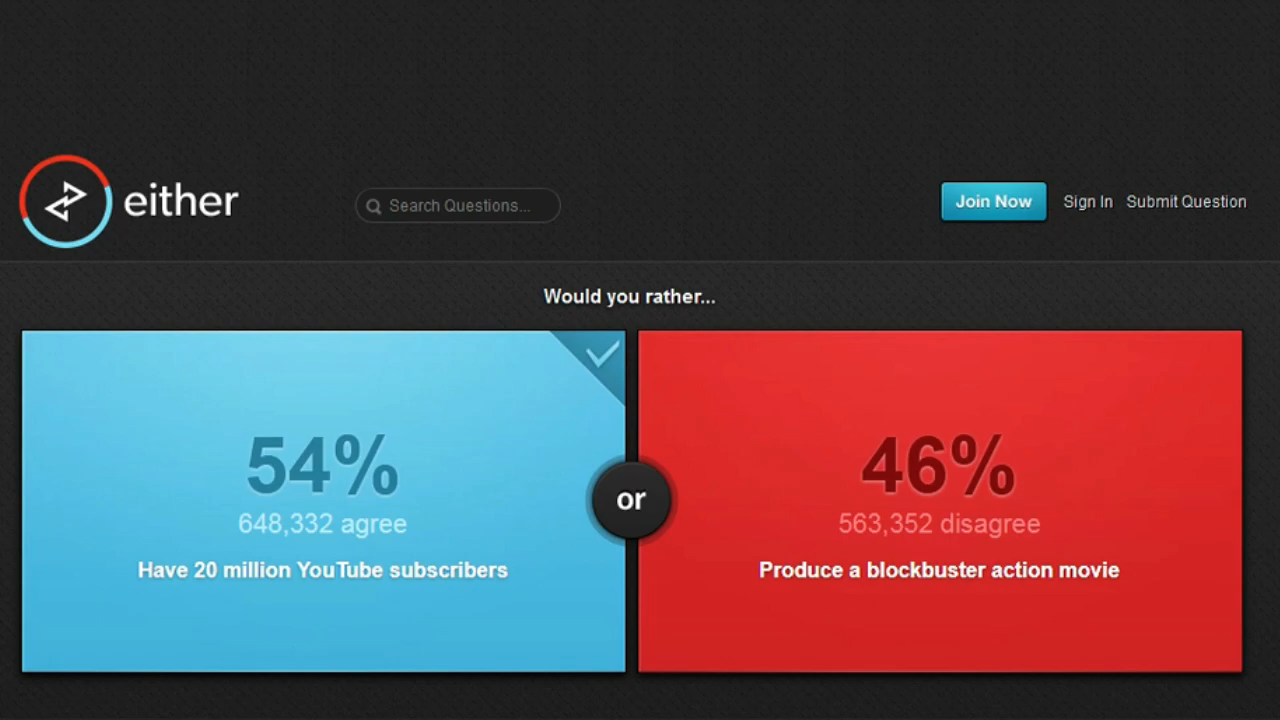 either
Search Questions...
Join Now
Sign In
Submit Question
Would you rather...
54%
648,332 agree
Have 20 million YouTube subscribers
or
46%
563,352 disagree
Produce a blockbuster action movie